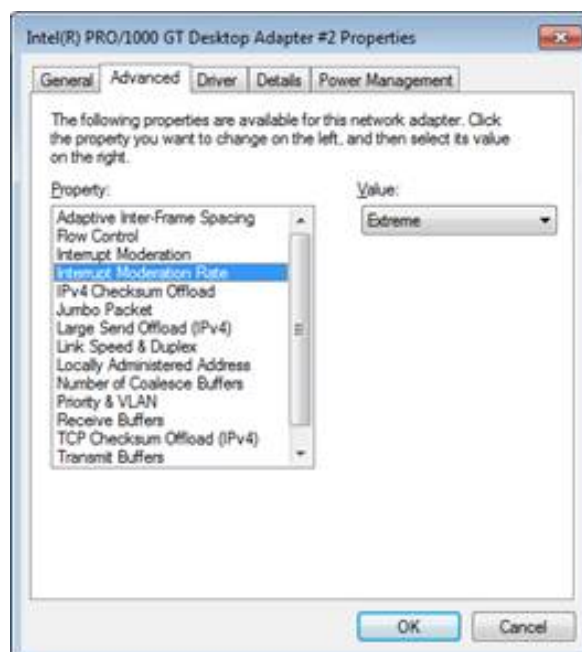 Intel(R) PRO/1000 GT Desktop Adapter #2 Properties
General Advanced Driver Details Power Management
The following properties are available for this network adapter. Click
the property you want to change on the left, and then select its value
on the right.
Property:
Value:
Adaptive Inter-Frame Spacing
Flow Control
Interrupt Moderation
Interrupt Moderation Rate
IPv4 Checksum Offload
Jumbo Packet
Large Send Offload (IPv4)
Link Speed & Duplex
Locally Administered Address
Number of Coalesce Buffers
Priority & VLAN
Receive Buffers
TCP Checksum Offload (IPv4)
Transmit Buffers
Extreme
OK
Cancel